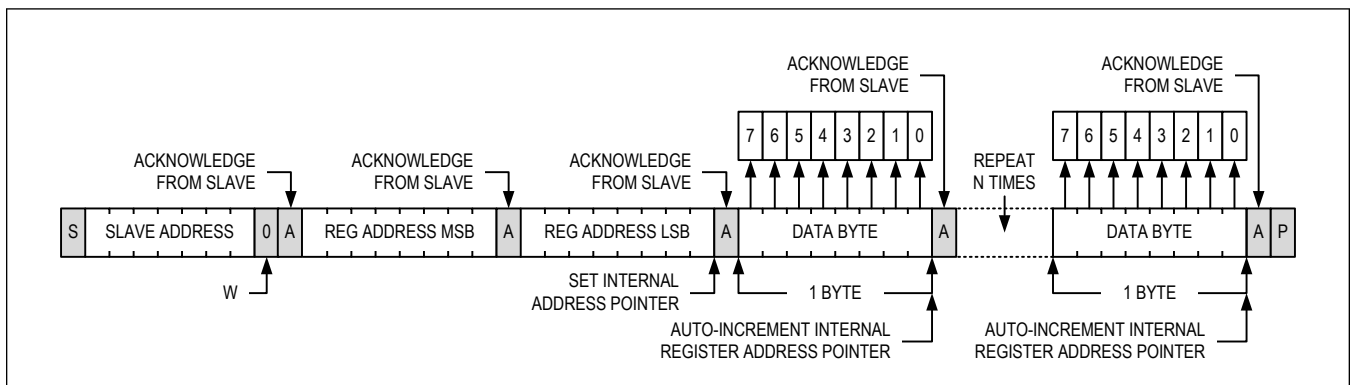 ACKNOWLEDGE
FROM SLAVE
ACKNOWLEDGE
FROM SLAVE
7 6 5 4 3 2 1 0
7 6 5 4 3 2 1 0
ACKNOWLEDGE
FROM SLAVE
ACKNOWLEDGE
FROM SLAVE
ACKNOWLEDGE
FROM SLAVE
REPEAT
N TIMES
S SLAVE ADDRESS 0 A REG ADDRESS MSB A REG ADDRESS LSB A DATA BYTE A DATA BYTE A P
W
SET INTERNAL
ADDRESS POINTER
1 BYTE
1 BYTE
AUTO-INCREMENT INTERNAL
REGISTER ADDRESS POINTER
AUTO-INCREMENT INTERNAL
REGISTER ADDRESS POINTER